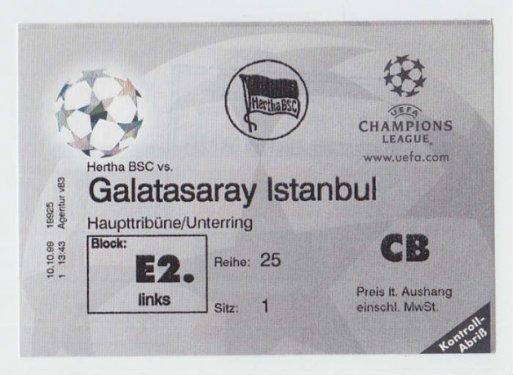 Hertha BSC
UEFA
CHAMPIONS
LEAGUE
www.uefa.com
Hertha BSC vs.
Galatasaray Istanbul
Haupttribüne/Unterring
Block:
E2.
links
Reihe: 25
Sitz: 1
CB
Preis lt. Aushang
einschl. MwSt.
Kontroll-
Abriß
10.10.99 19925
1 13:43 Agentur v83